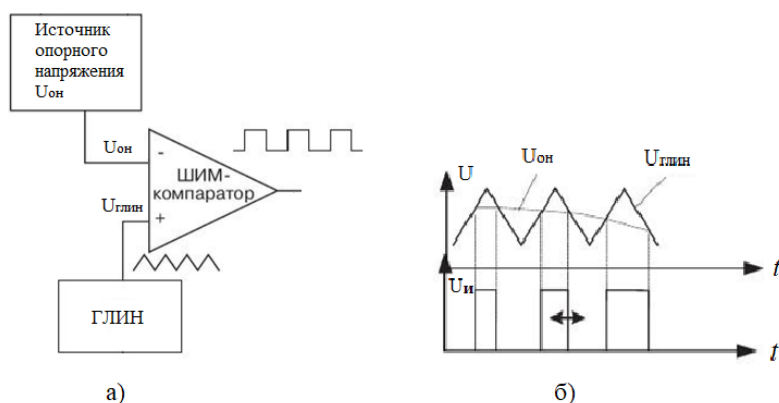 Источник
опорного
напряжения
Uон
Uон
-
ШИМ-
компаратор
Uглин
+
ГЛИН
а)
U
Uон
Uглин
t
Uи
t
б)